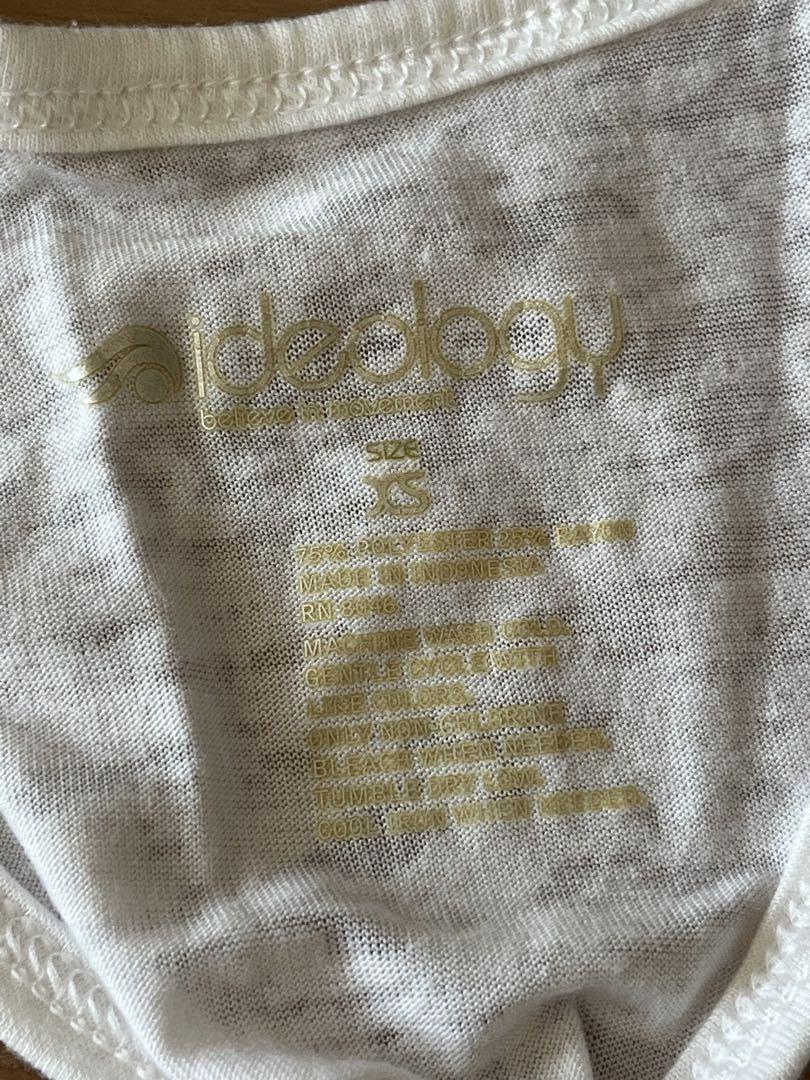 ideology
believe in movement
SIZE
XS
75% POLYESTER 25% RAYON
MADE IN INDONESIA
RN
MACHINE WASH COLD.
GENTLE CYCLE WITH
LIKE COLORS.
ONLY NON CHLORINE
BLEACH WHEN NEEDED.
TUMBLE DRY LOW.
COOL IRON WHEN NEEDED.